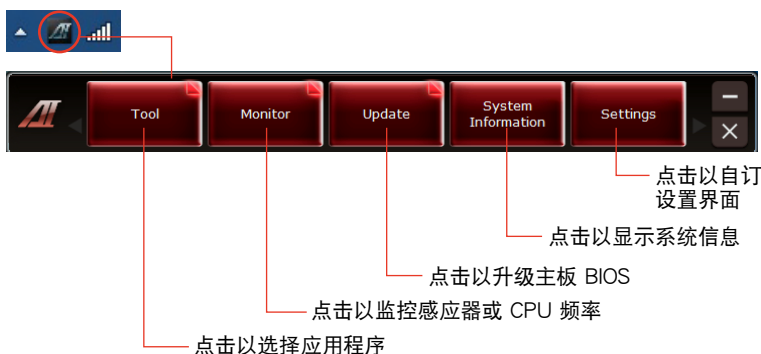 Tool
Monitor
Update
System
Information
Settings
点击以自订
设置界面
点击以显示系统信息
点击以升级主板 BIOS
点击以监控感应器或 CPU 频率
点击以选择应用程序